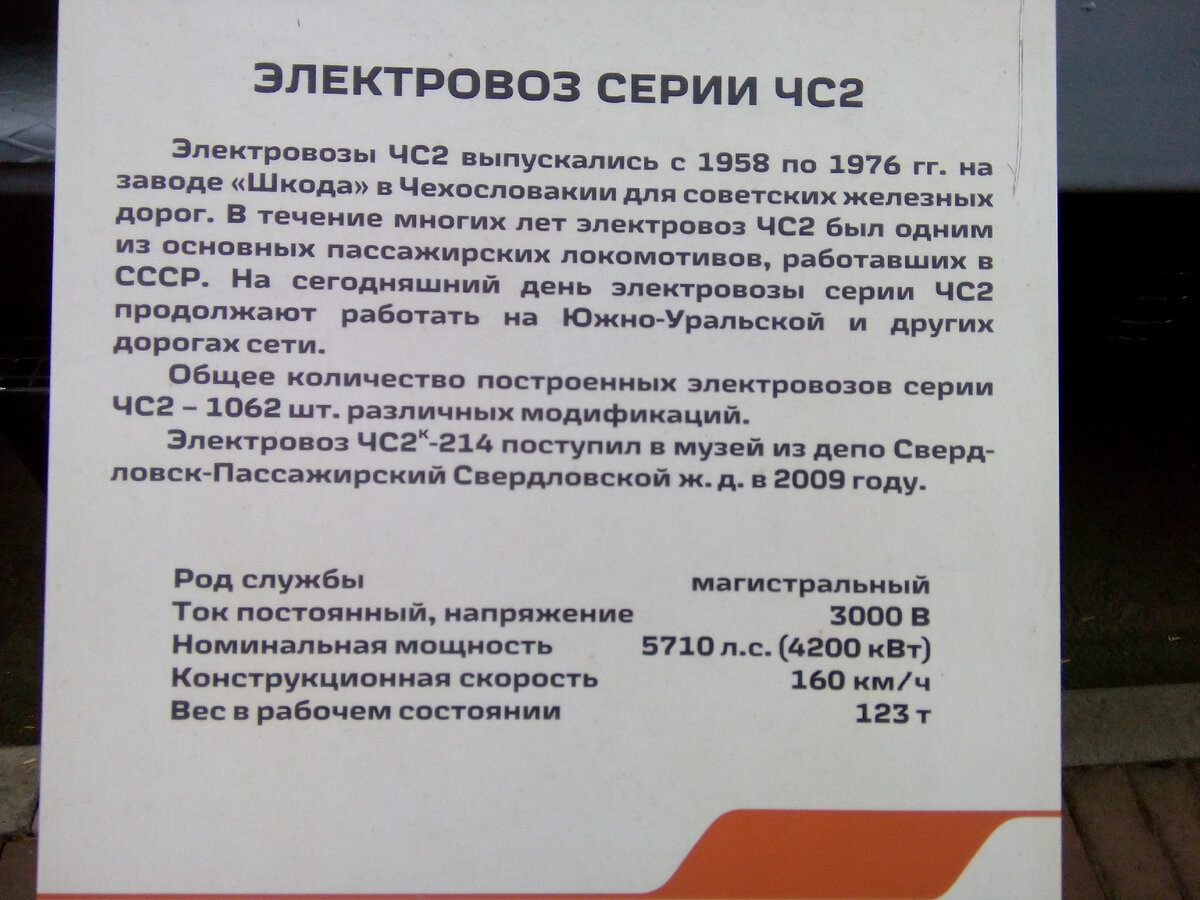 ЭЛЕКТРОВОЗ СЕРИИ ЧС2
Электровозы ЧС2 выпускались с 1958 по 1976 гг. на
заводе «Шкода» в Чехословакии для советских железных
дорог. В течение многих лет электровоз ЧС2 был одним
из основных пассажирских локомотивов, работавших в
СССР. На сегодняшний день электровозы серии ЧС2
продолжают работать на Южно-Уральской и других
дорогах сети.
Общее количество построенных электровозов серии
ЧС2 – 1062 шт. различных модификаций.
Электровоз ЧС2ᴷ-214 поступил в музей из депо Сверд-
ловск-Пассажирский Свердловской ж. д. в 2009 году.
Род службы магистральный
Ток постоянный, напряжение 3000 В
Номинальная мощность 5710 л.с. (4200 кВт)
Конструкционная скорость 160 км/ч
Вес в рабочем состоянии 123 т